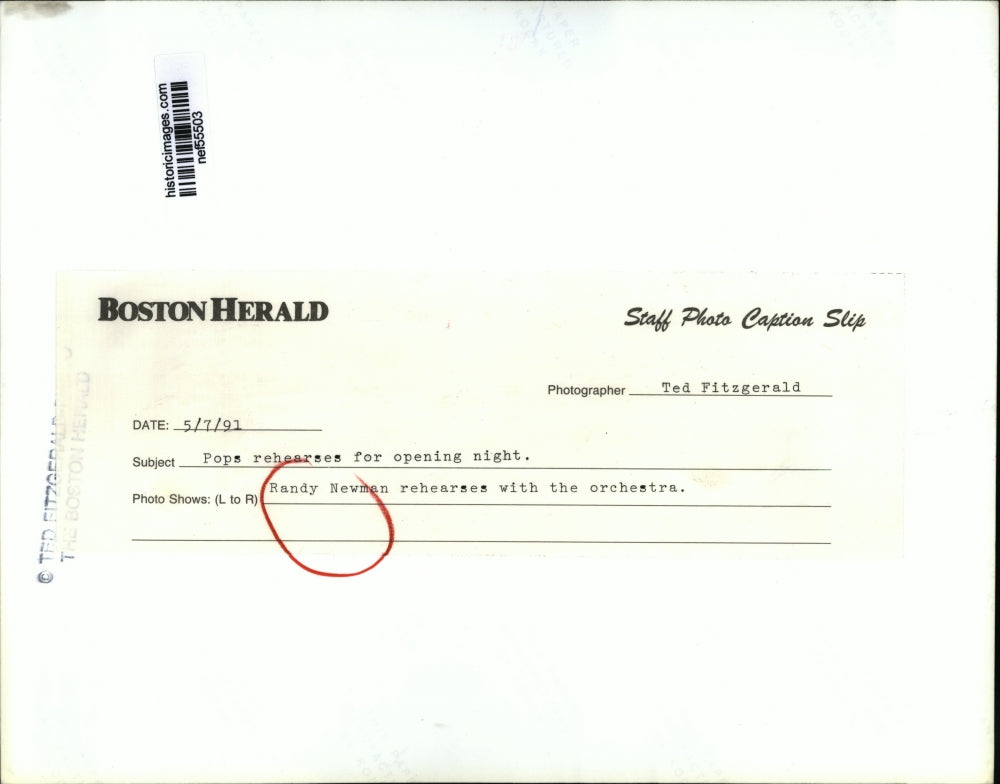 historicimages.com
nef55503
BOSTON HERALD
Staff Photo Caption Slip
Photographer Ted Fitzgerald
DATE: 5/7/91
Subject Pops rehearses for opening night.
Photo Shows: (L to R) Randy Newman rehearses with the orchestra.
© TED FITZGERALD
THE BOSTON HERALD